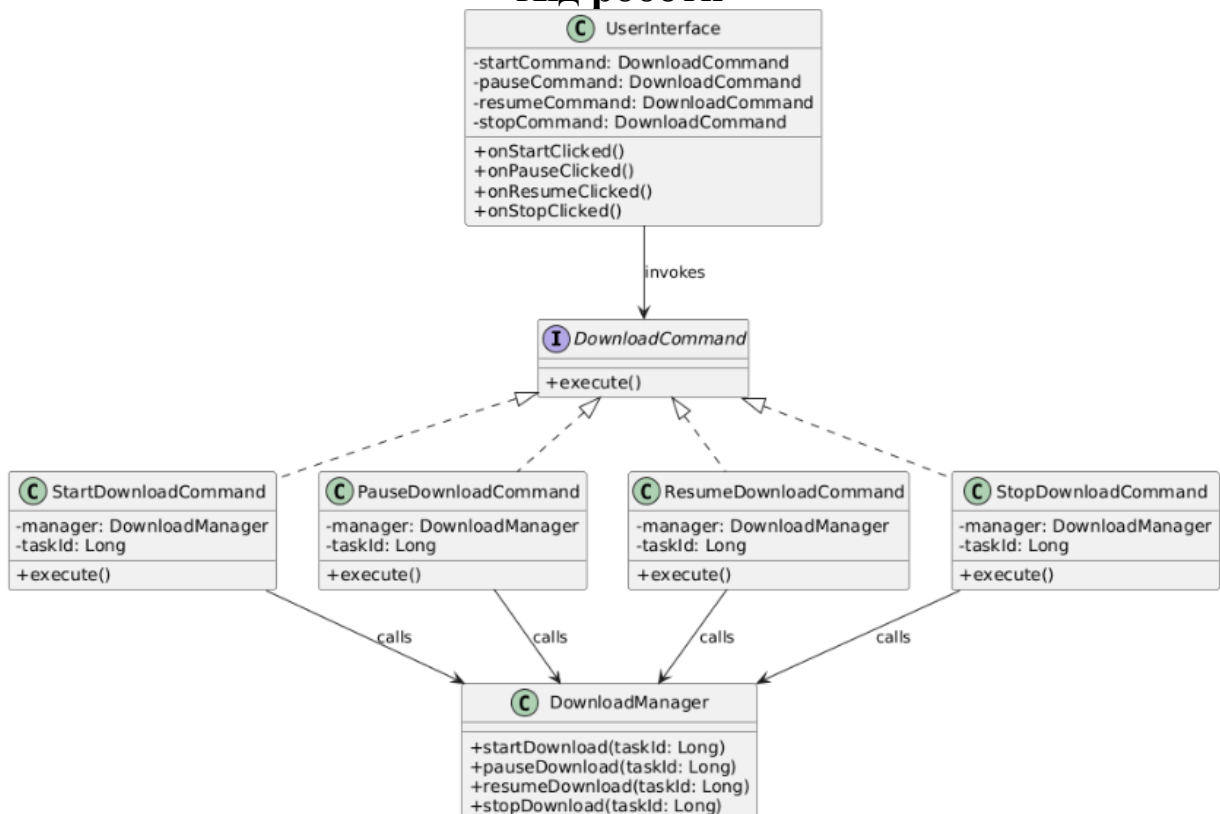 UserInterface
-startCommand: DownloadCommand
-pauseCommand: DownloadCommand
-resumeCommand: DownloadCommand
-stopCommand: DownloadCommand
+onStartClicked()
+onPauseClicked()
+onResumeClicked()
+onStopClicked()
invokes
DownloadCommand
+execute()
StartDownloadCommand
-manager: DownloadManager
-taskId: Long
+execute()
PauseDownloadCommand
-manager: DownloadManager
-taskId: Long
+execute()
ResumeDownloadCommand
-manager: DownloadManager
-taskId: Long
+execute()
StopDownloadCommand
-manager: DownloadManager
-taskId: Long
+execute()
calls
calls
calls
calls
DownloadManager
+startDownload(taskId: Long)
+pauseDownload(taskId: Long)
+resumeDownload(taskId: Long)
+stopDownload(taskId: Long)